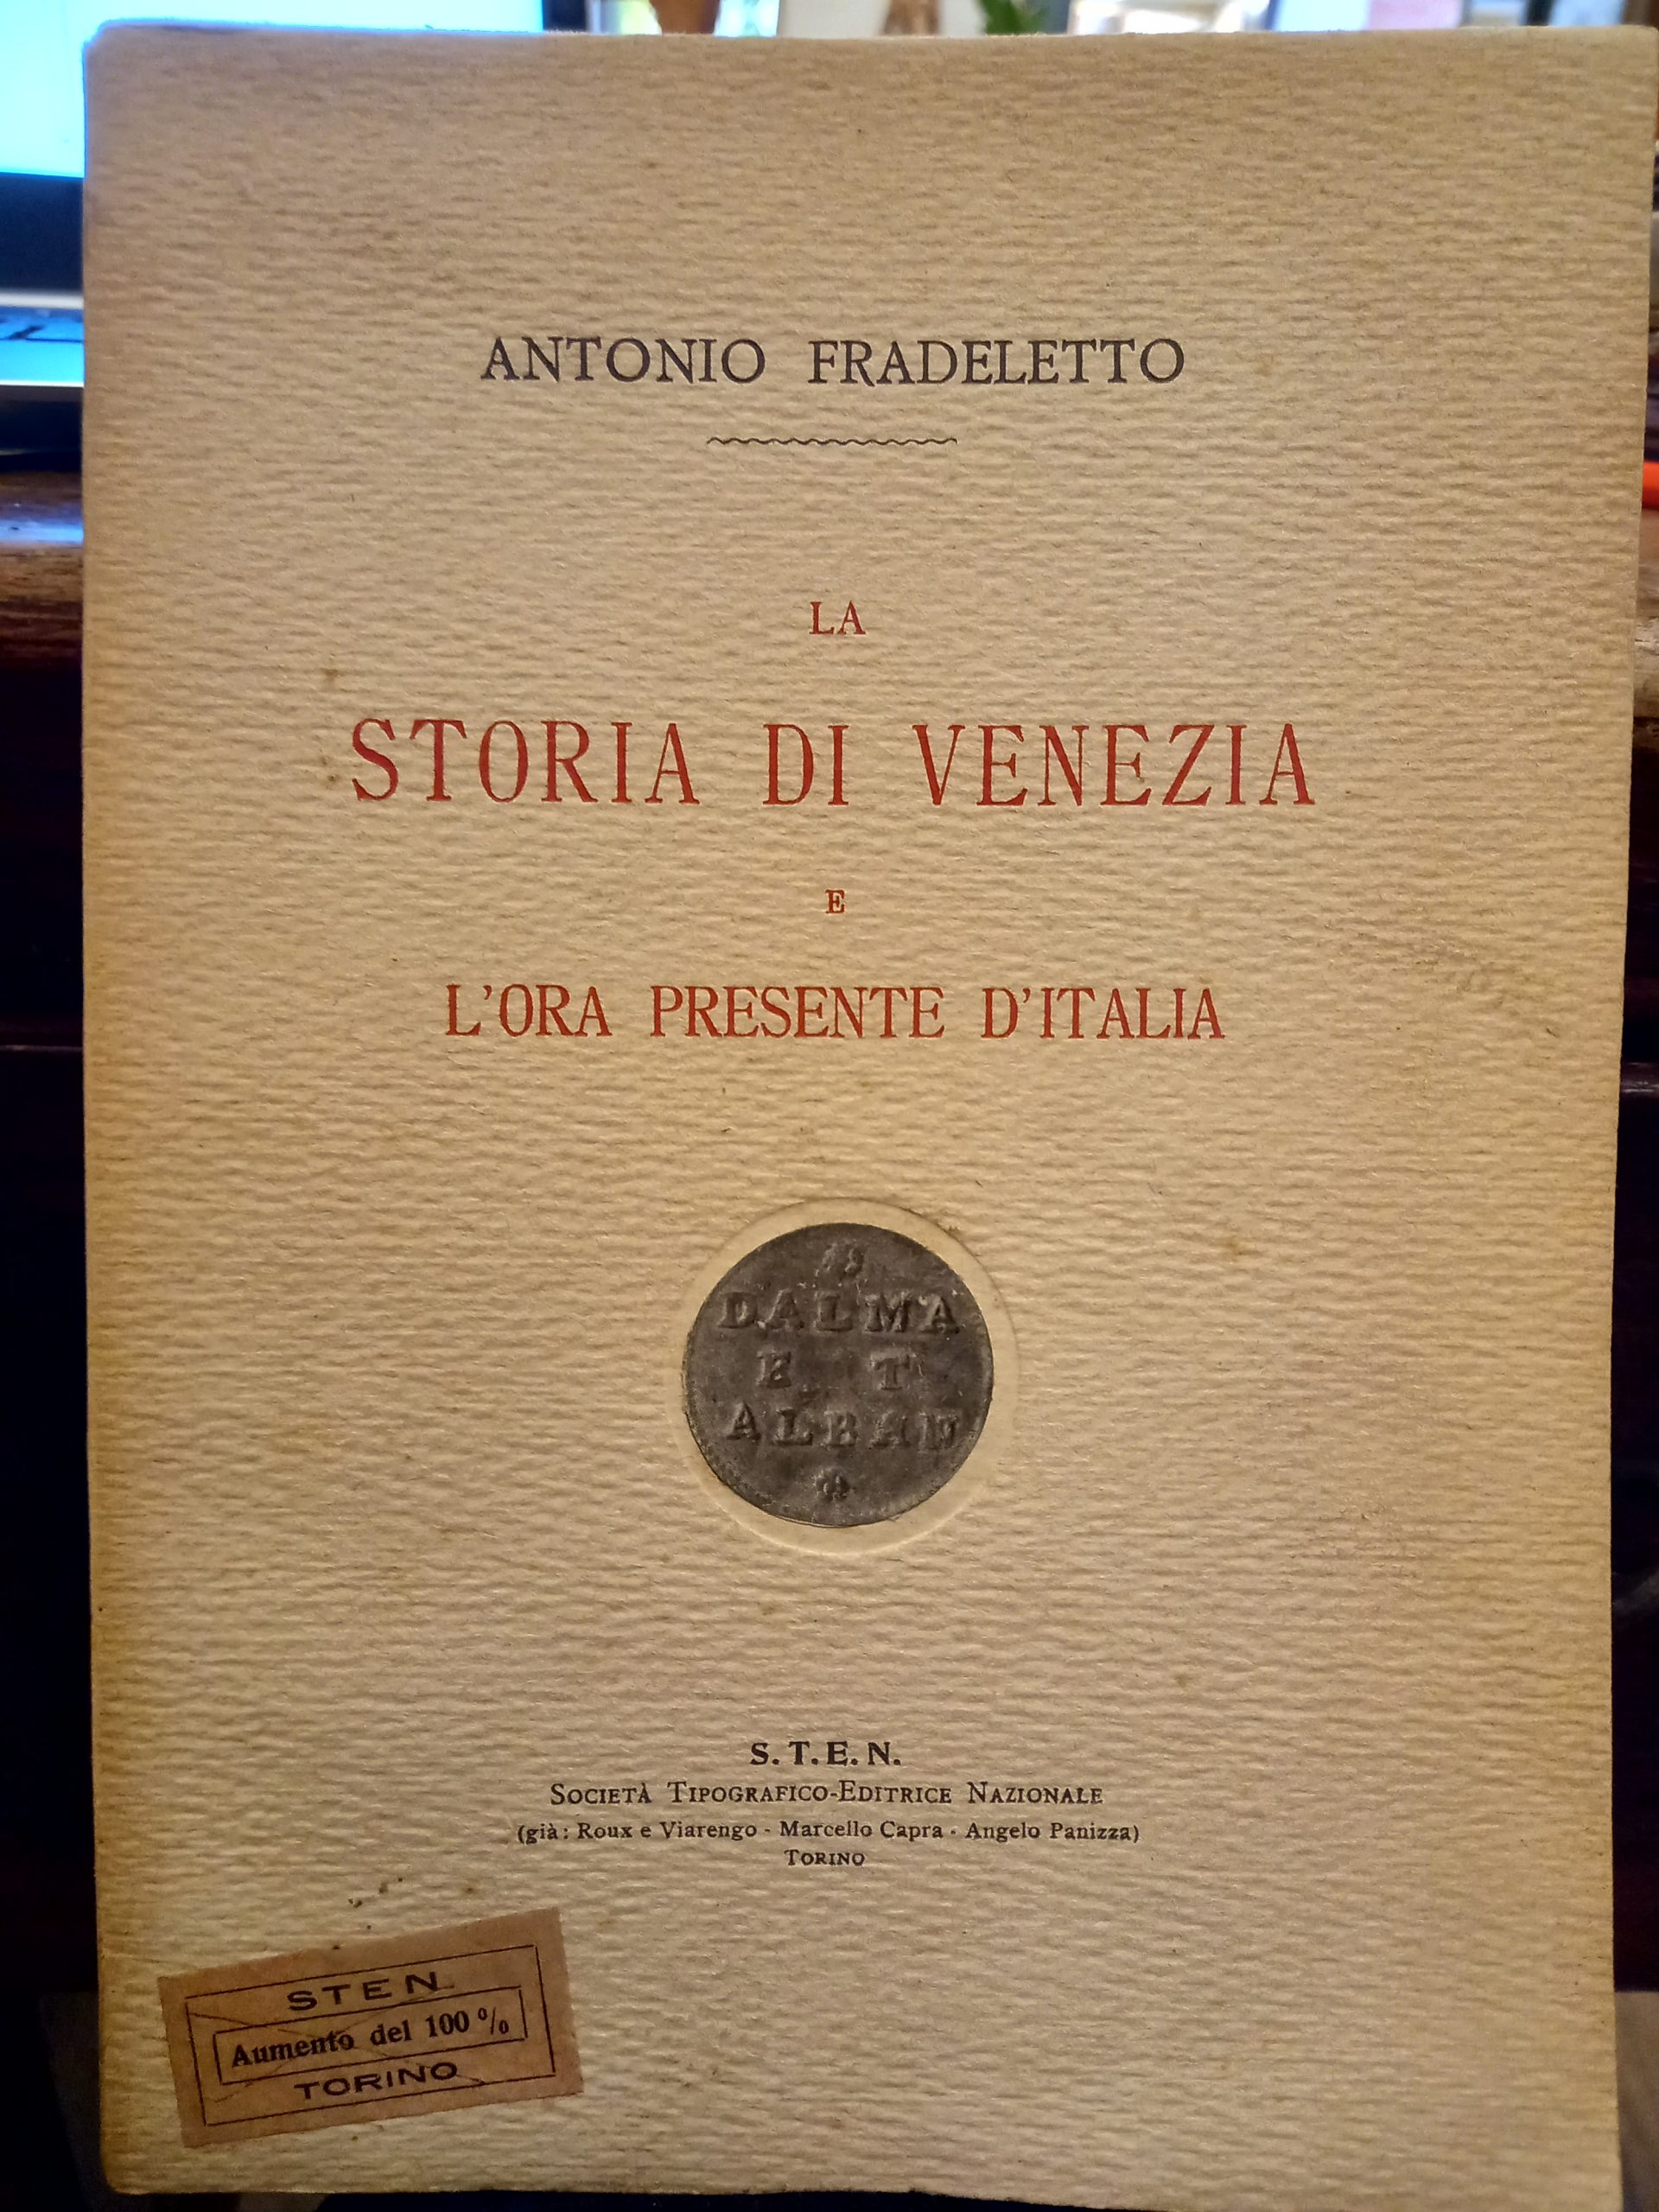 ANTONIO FRADELETTO
LA
STORIA DI VENEZIA
E
L'ORA PRESENTE D'ITALIA
DALMA
E T
ALBAN
S. T. E. N.
SOCIETÀ TIPOGRAFICO-EDITRICE NAZIONALE
(già: Roux e Viarengo - Marcello Capra - Angelo Panizza)
TORINO
STEN
Aumento del 100 %
TORINO